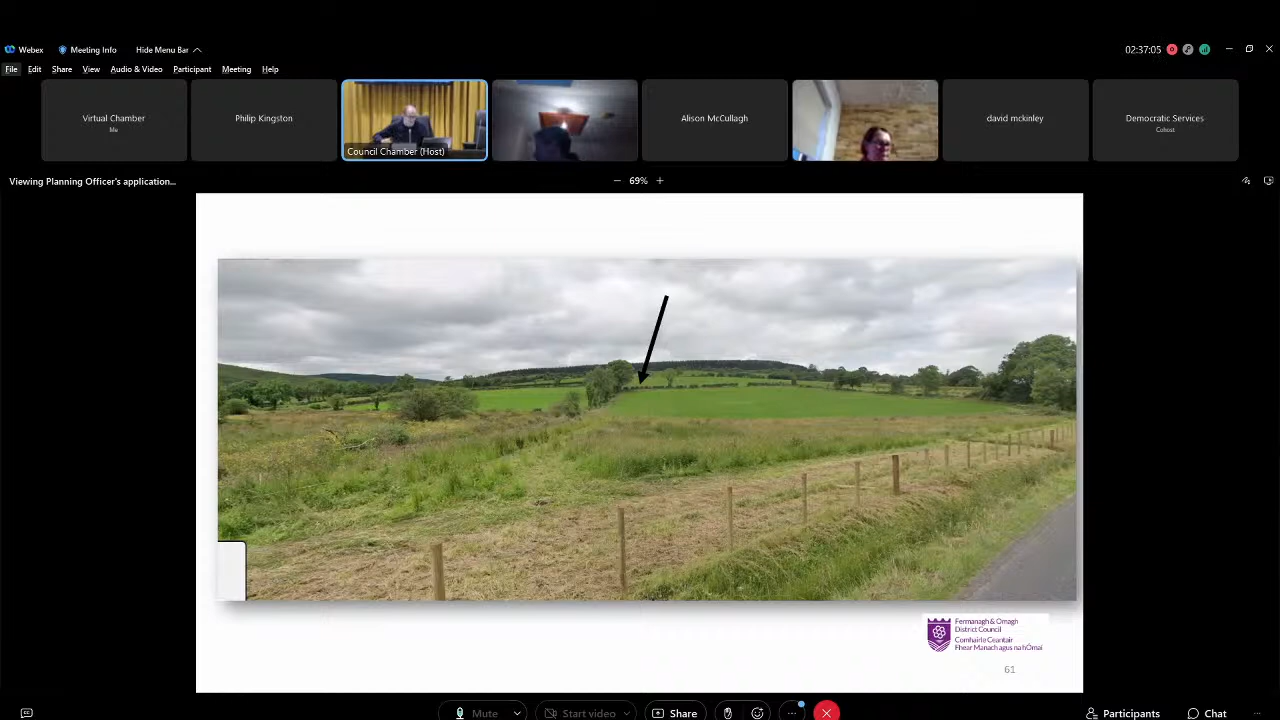 Webex
Meeting Info
Hide Menu Bar
02:37:05
File Edit Share View Audio & Video Participant Meeting Help
Virtual Chamber
Me
Philip Kingston
Council Chamber (Host)
Alison McCullagh
david mckinley
Democratic Services
Cohost
Viewing Planning Officer's application...
69%
Fermanagh & Omagh
District Council
Comhairle Ceantair
Fhear Manach agus na hÓmaí
61
Mute
Start video
Share
Participants
Chat